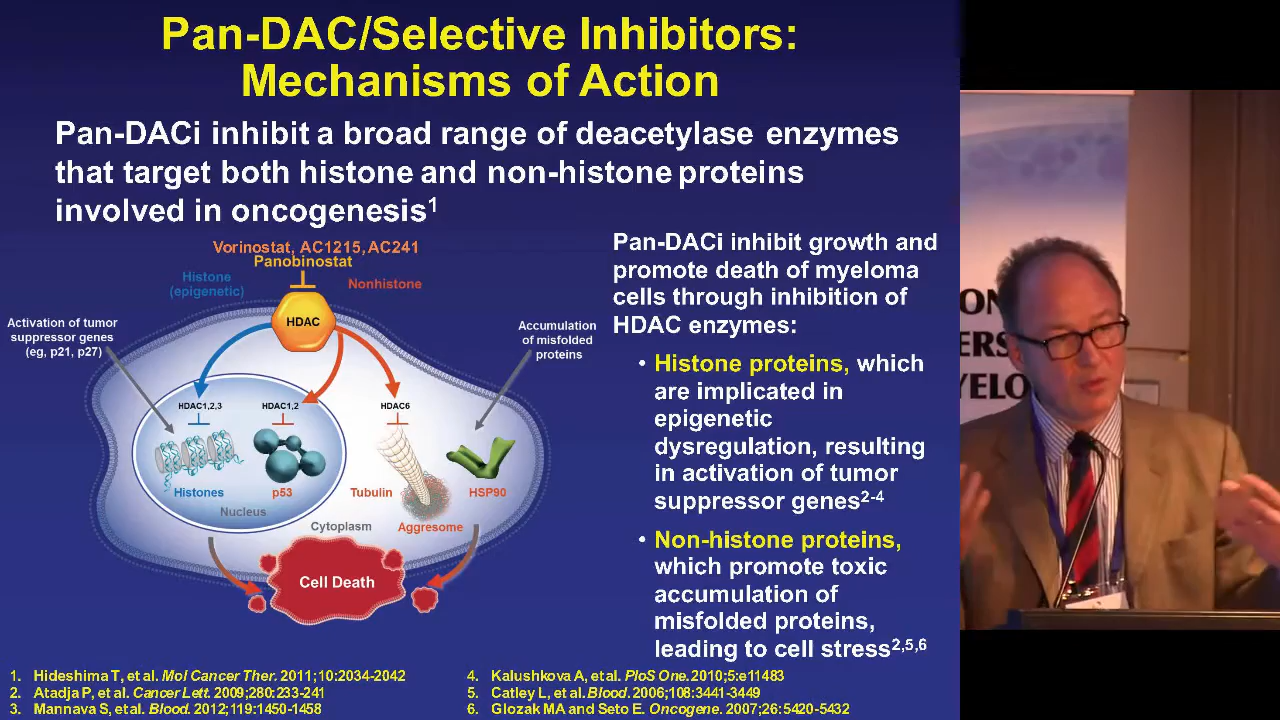 Pan-DAC/Selective Inhibitors:
Mechanisms of Action
Pan-DACi inhibit a broad range of deacetylase enzymes
that target both histone and non-histone proteins
involved in oncogenesis1
Vorinostat, AC1215, AC241
Panobinostat
Histone
(epigenetic)
Nonhistone
HDAC
Activation of tumor
suppressor genes
(eg, p21, p27)
Accumulation
of misfolded
proteins
HDAC1,2,3
HDAC1,2
HDAC6
Histones
p53
Tubulin
HSP90
Nucleus
Cytoplasm
Aggresome
Cell Death
Pan-DACi inhibit growth and
promote death of myeloma
cells through inhibition of
HDAC enzymes:
• Histone proteins, which
are implicated in
epigenetic
dysregulation, resulting
in activation of tumor
suppressor genes2-4
• Non-histone proteins,
which promote toxic
accumulation of
misfolded proteins,
leading to cell stress2,5,6
1. Hideshima T, et al. Mol Cancer Ther. 2011;10:2034-2042
2. Atadja P, et al. Cancer Lett. 2009;280:233-241
3. Mannava S, et al. Blood. 2012;119:1450-1458
4. Kalushkova A, et al. PloS One. 2010;5:e11483
5. Catley L, et al. Blood. 2006;108:3441-3449
6. Glozak MA and Seto E. Oncogene. 2007;26:5420-5432
ON
ERS
YELO